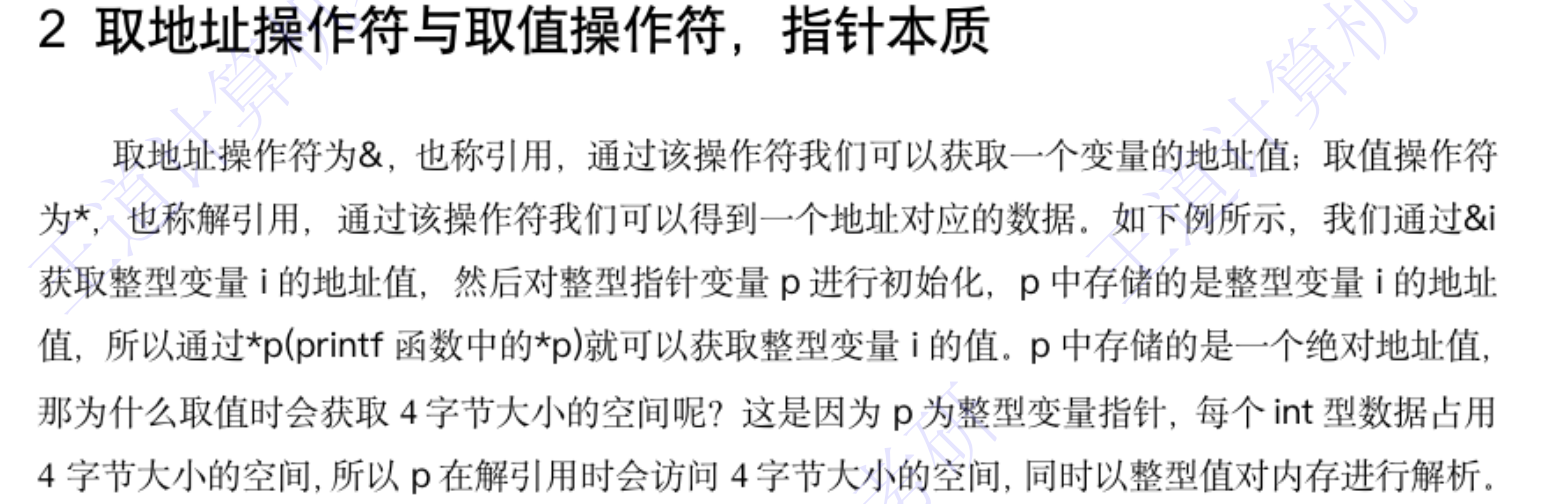 2 取地址操作符与取值操作符，指针本质
取地址操作符为&，也称引用，通过该操作符我们可以获取一个变量的地址值；取值操作符
为*，也称解引用，通过该操作符我们可以得到一个地址对应的数据。如下例所示，我们通过&i
获取整型变量 i 的地址值，然后对整型指针变量 p 进行初始化，p 中存储的是整型变量 i 的地址
值，所以通过*p(printf 函数中的*p)就可以获取整型变量 i 的值。p 中存储的是一个绝对地址值，
那为什么取值时会获取 4 字节大小的空间呢？这是因为 p 为整型变量指针，每个 int 型数据占用
4 字节大小的空间，所以 p 在解引用时会访问 4 字节大小的空间，同时以整型值对内存进行解析。
王道计算机
王道计算机
考研